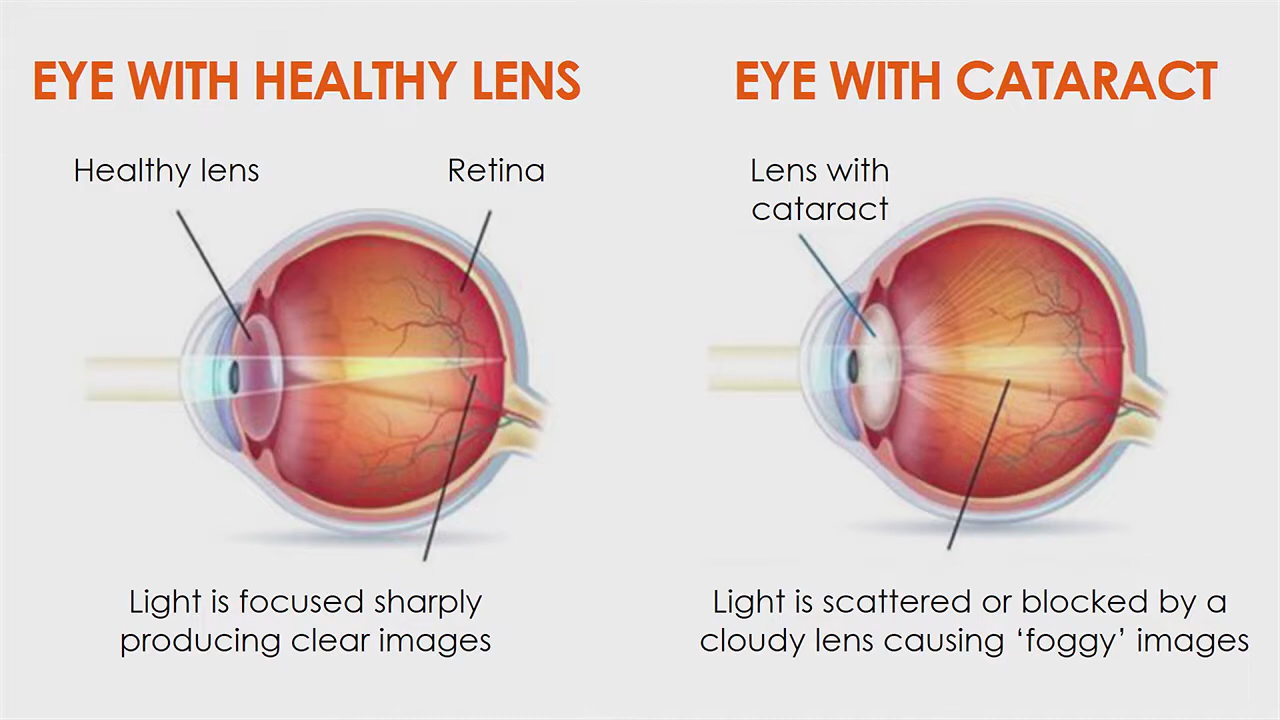 EYE WITH HEALTHY LENS
Healthy lens
Retina
Light is focused sharply
producing clear images
EYE WITH CATARACT
Lens with
cataract
Light is scattered or blocked by a
cloudy lens causing ‘foggy’ images